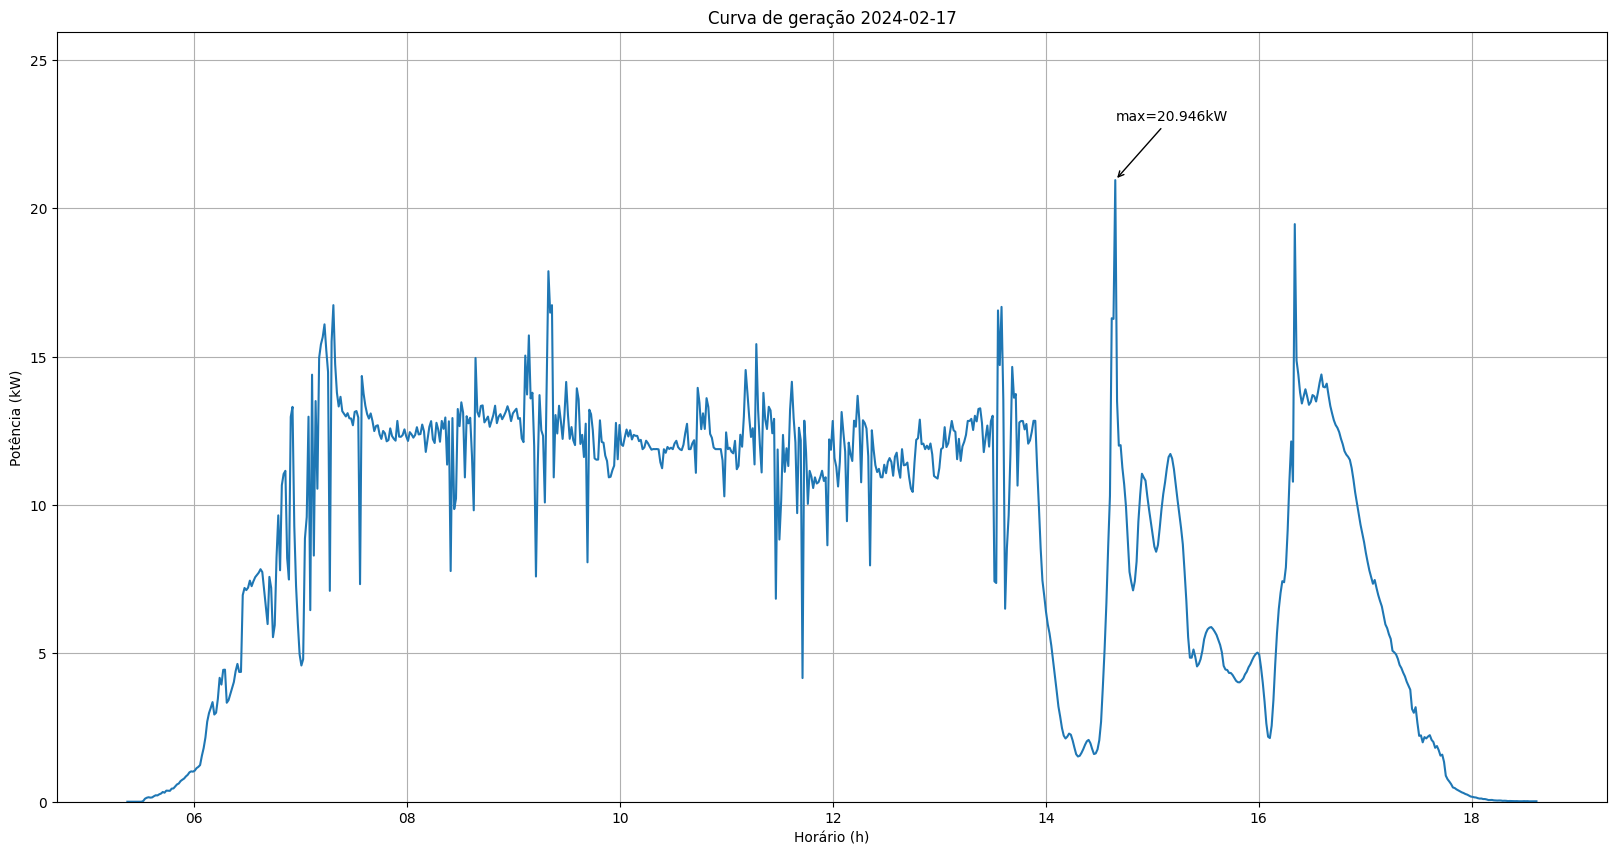 Curva de geração 2024-02-17
25
20
15
10
5
0
Potência (kW)
max=20.946kW
06 08 10 12 14 16 18
Horário (h)